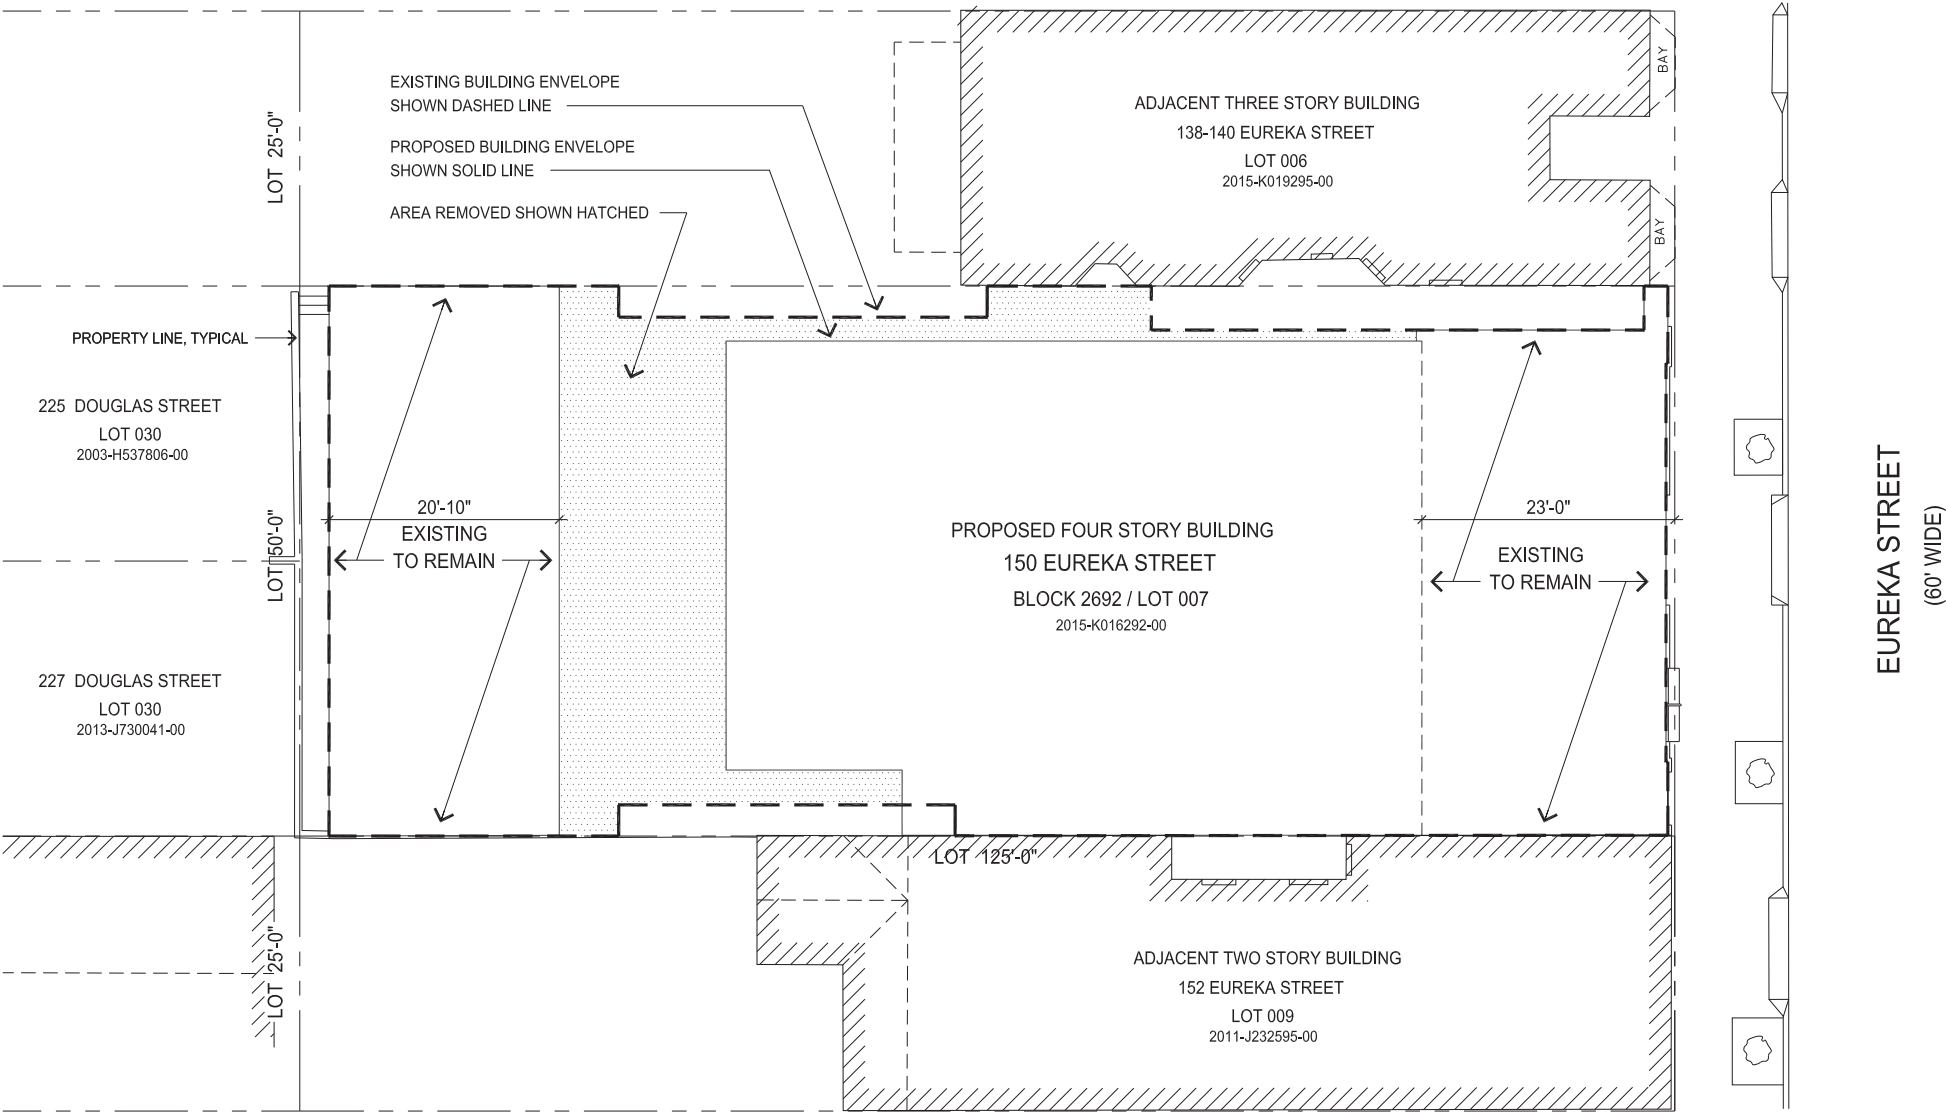 EXISTING BUILDING ENVELOPE
SHOWN DASHED LINE
PROPOSED BUILDING ENVELOPE
SHOWN SOLID LINE
AREA REMOVED SHOWN HATCHED
LOT 25'-0"
ADJACENT THREE STORY BUILDING
138-140 EUREKA STREET
LOT 006
2015-K019295-00
BAY
BAY
PROPERTY LINE, TYPICAL
225 DOUGLAS STREET
LOT 030
2003-H537806-00
LOT 50'-0"
20'-10"
EXISTING
TO REMAIN
PROPOSED FOUR STORY BUILDING
150 EUREKA STREET
BLOCK 2692 / LOT 007
2015-K016292-00
23'-0"
EXISTING
TO REMAIN
EUREKA STREET
(60' WIDE)
227 DOUGLAS STREET
LOT 030
2013-J730041-00
LOT 125'-0"
LOT 25'-0"
ADJACENT TWO STORY BUILDING
152 EUREKA STREET
LOT 009
2011-J232595-00